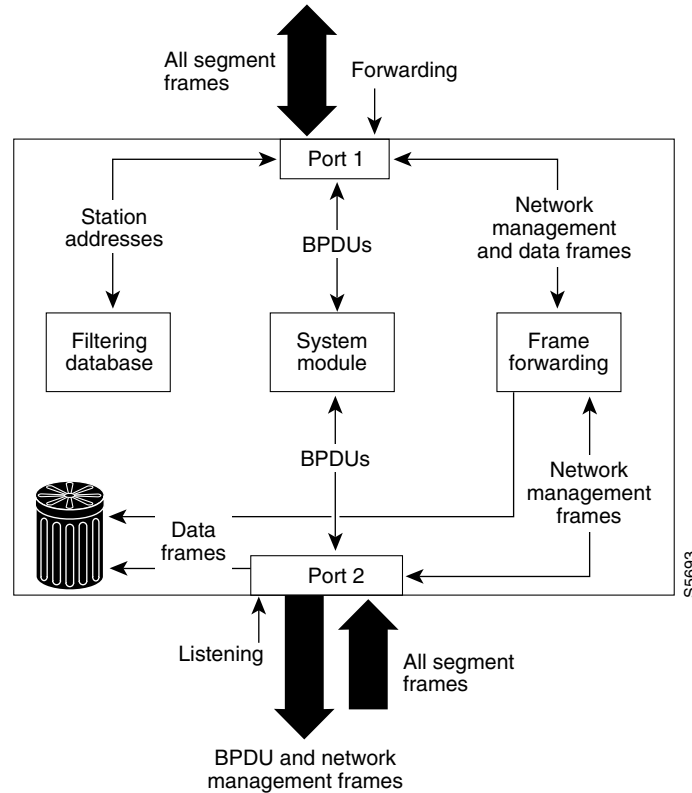 All segment
frames
Forwarding
Port 1
Station
addresses
BPDUs
Network
management
and data frames
Filtering
database
System
module
Frame
forwarding
BPDUs
Network
management
frames
Data
frames
Port 2
S5693
Listening
All segment
frames
BPDU and network
management frames